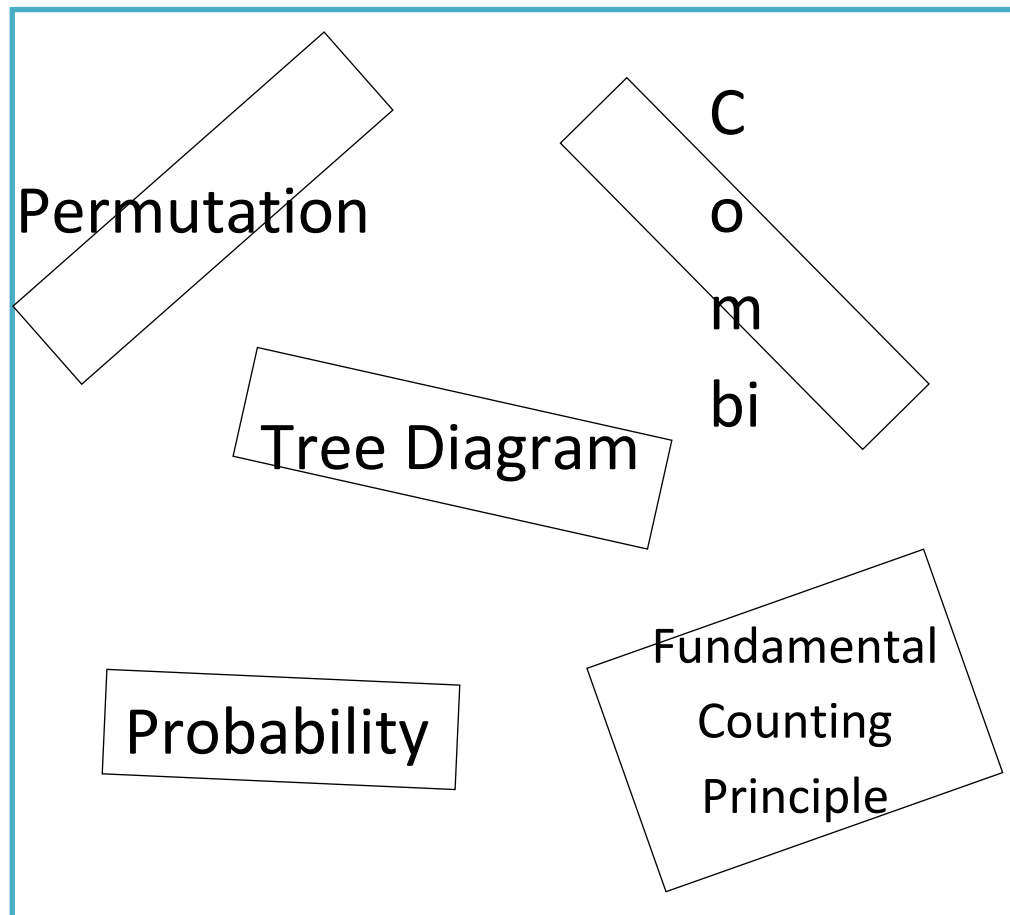 Permutation
C
o
m
bi
Tree Diagram
Probability
Fundamental
Counting
Principle